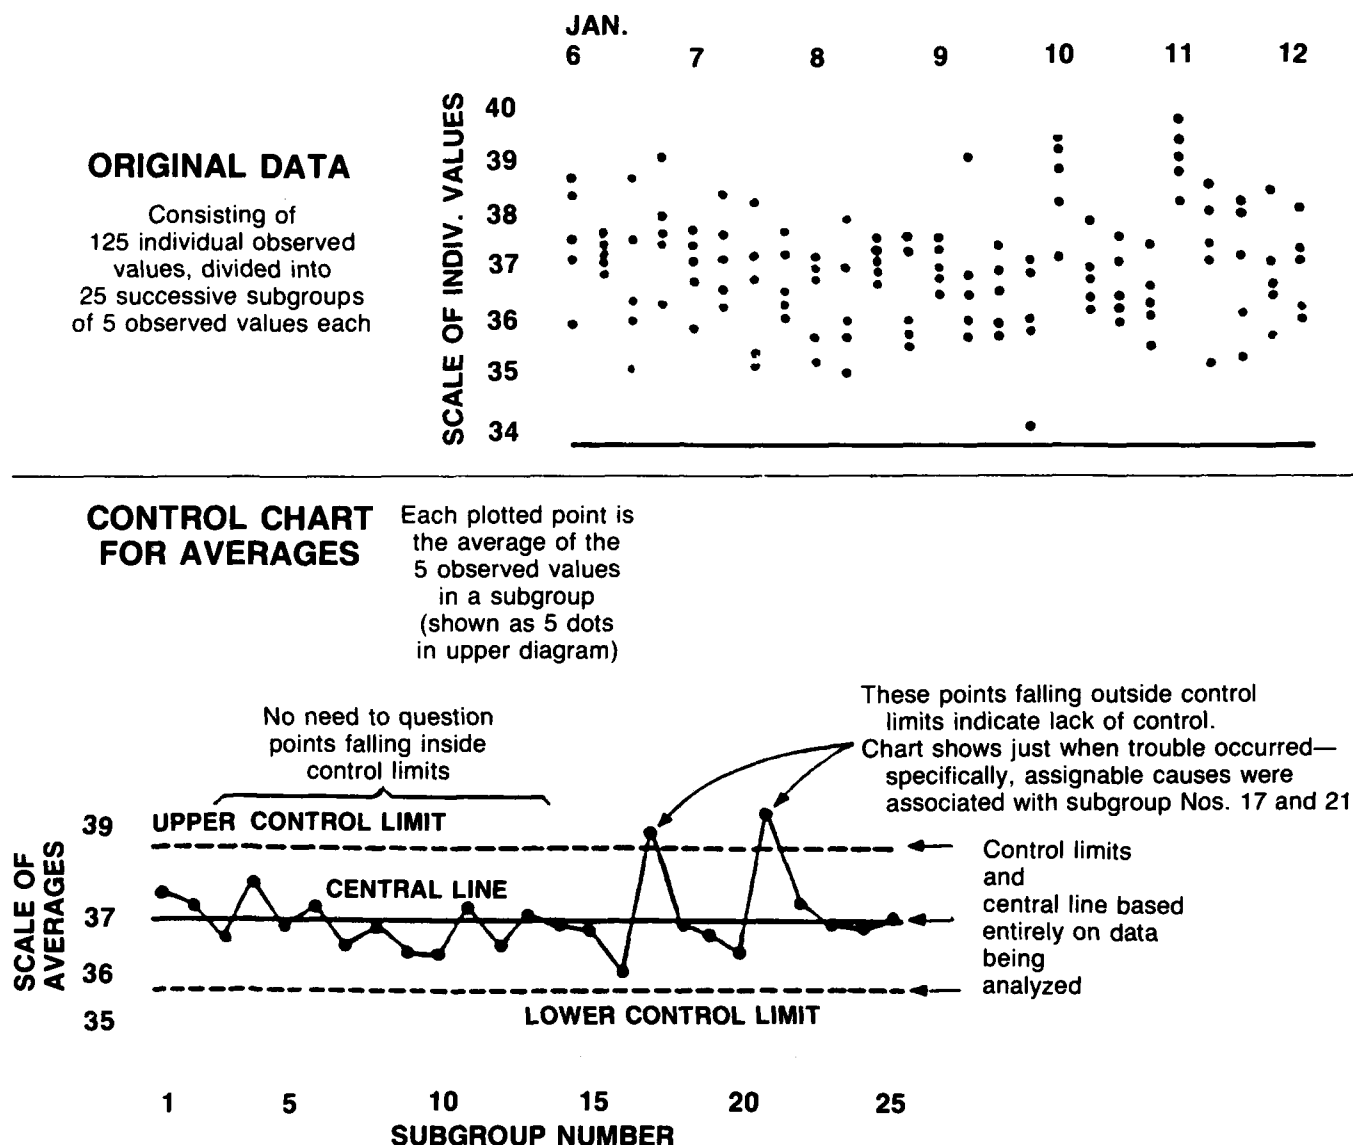 JAN.
6 7 8 9 10 11 12
ORIGINAL DATA
Consisting of
125 individual observed
values, divided into
25 successive subgroups
of 5 observed values each
SCALE OF INDIV. VALUES
40
39
38
37
36
35
34
CONTROL CHART
FOR AVERAGES
Each plotted point is
the average of the
5 observed values
in a subgroup
(shown as 5 dots
in upper diagram)
No need to question
points falling inside
control limits
These points falling outside control
limits indicate lack of control.
Chart shows just when trouble occurred—
specifically, assignable causes were
associated with subgroup Nos. 17 and 21
SCALE OF
AVERAGES
39
37
36
35
UPPER CONTROL LIMIT
CENTRAL LINE
LOWER CONTROL LIMIT
Control limits
and
central line based
entirely on data
being
analyzed
1 5 10 15 20 25
SUBGROUP NUMBER